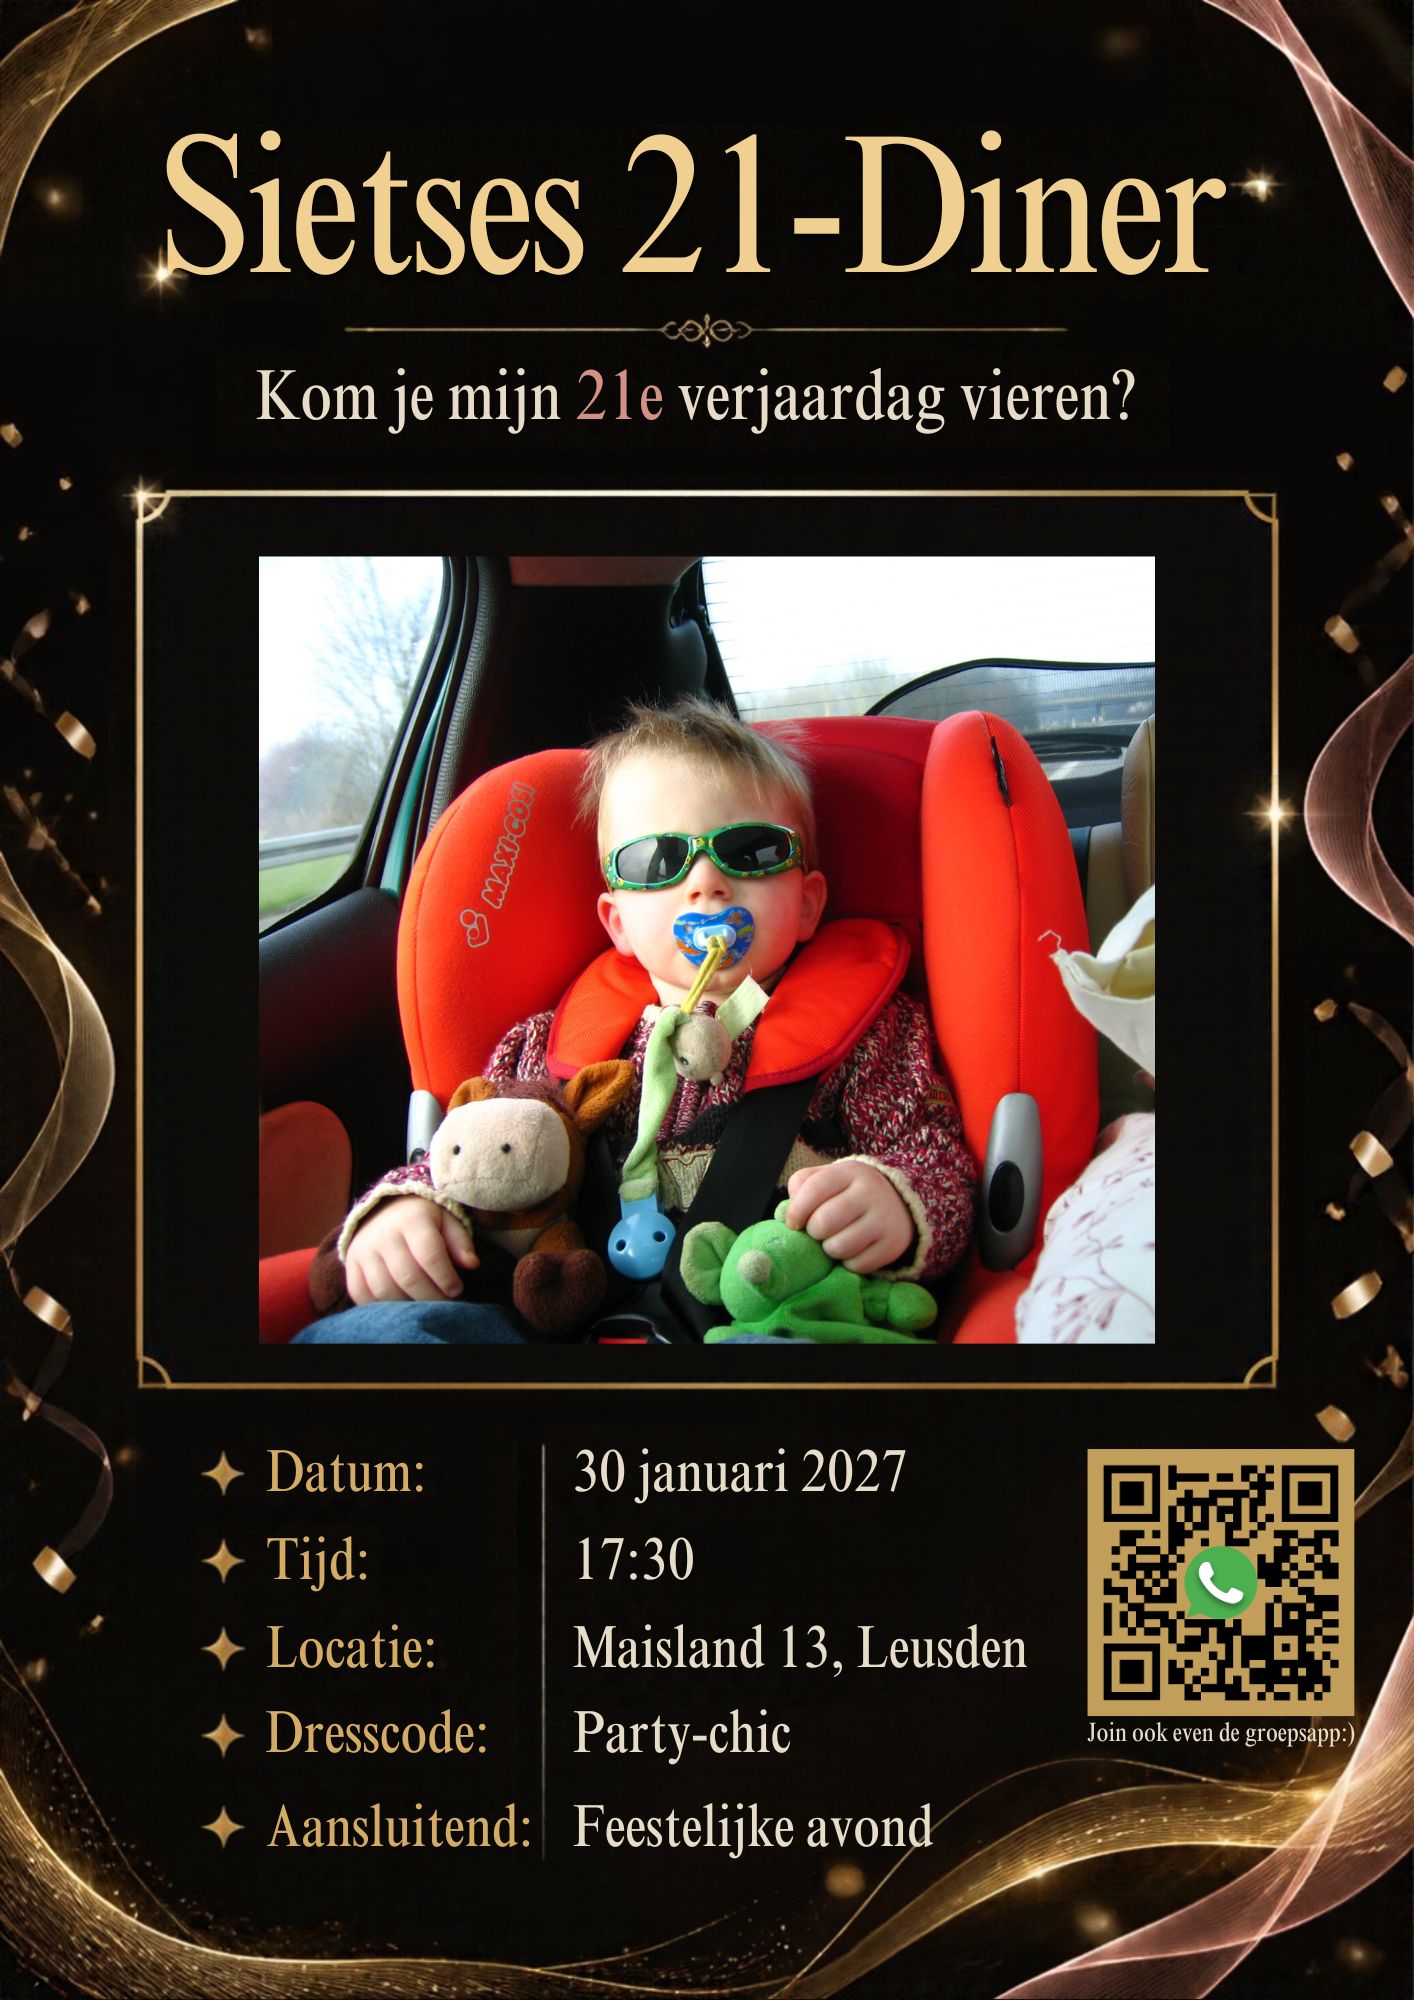 Sietses 21-Diner
Kom je mijn 21e verjaardag vieren?
MAXI-COSI
Datum: 30 januari 2027
Tijd: 17:30
Locatie: Maisland 13, Leusden
Dresscode: Party-chic
Aansluitend: Feestelijke avond
Join ook even de groepsapp:)